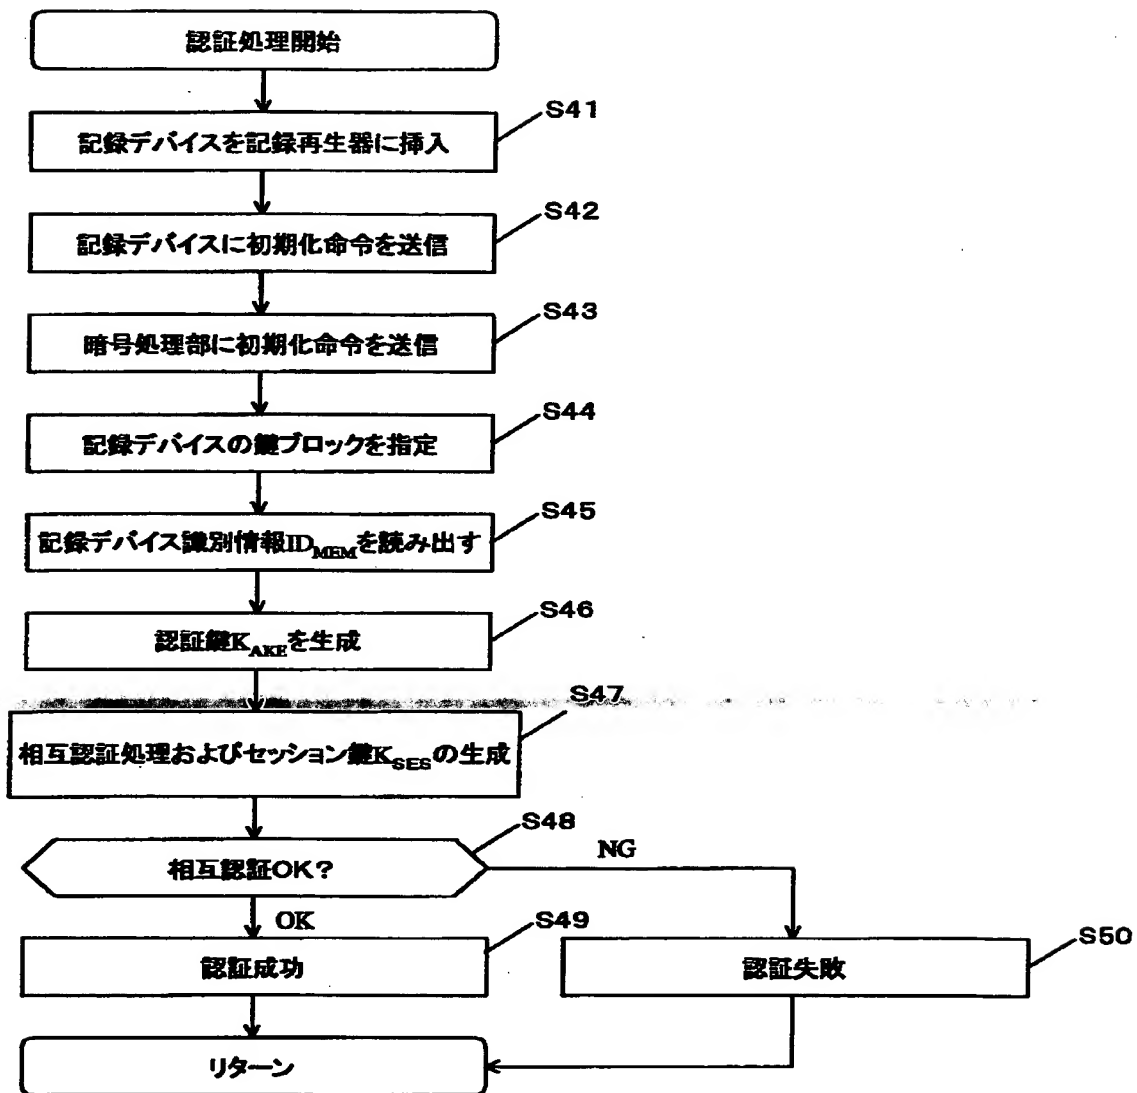 認証処理開始
S41
記録デバイスを記録再生器に挿入
S42
記録デバイスに初期化命令を送信
S43
暗号処理部に初期化命令を送信
S44
記録デバイスの鍵ブロックを指定
S45
記録デバイス識別情報ID_MEMを読み出す
S46
認証鍵K_AKEを生成
S47
相互認証処理およびセッション鍵K_SESの生成
S48
相互認証OK?
NG
OK
S49
認証成功
S50
認証失敗
リターン